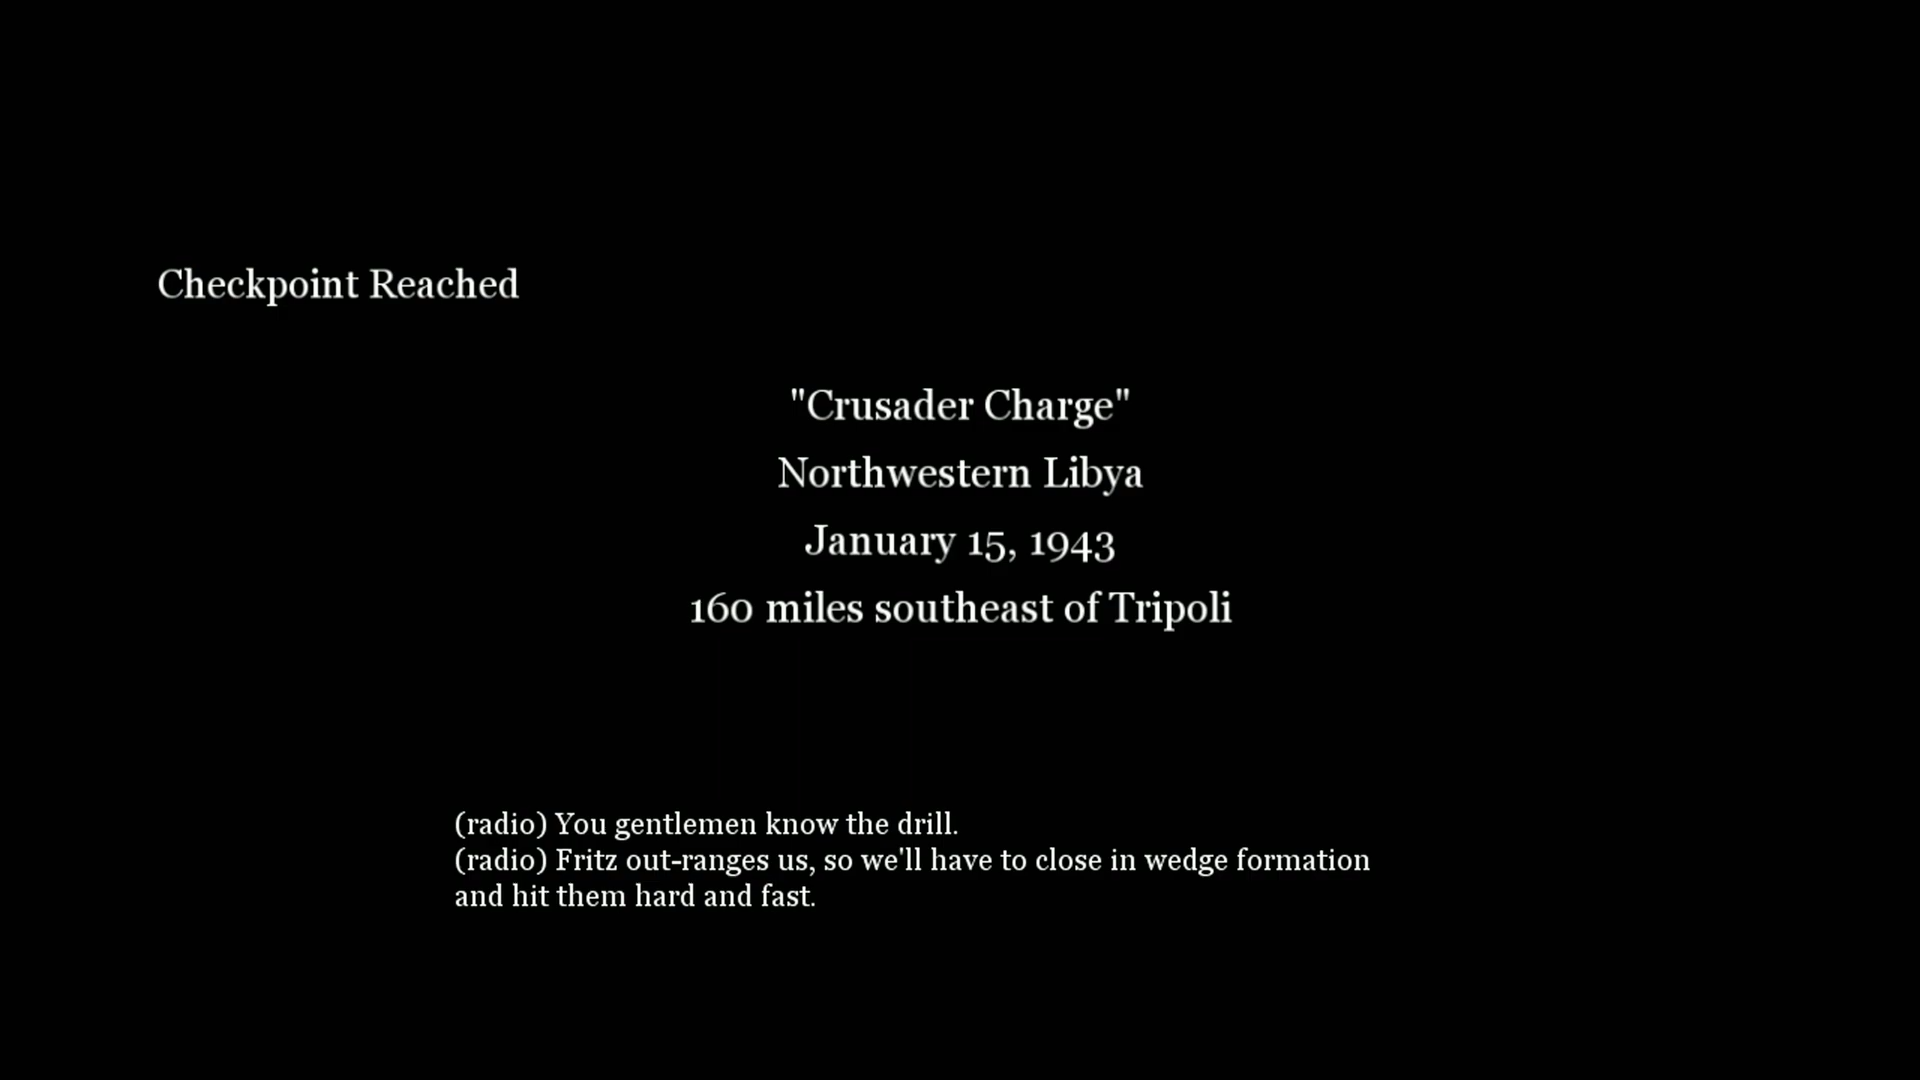 Checkpoint Reached
"Crusader Charge"
Northwestern Libya
January 15, 1943
160 miles southeast of Tripoli
(radio) You gentlemen know the drill.
(radio) Fritz out-ranges us, so we'll have to close in wedge formation
and hit them hard and fast.